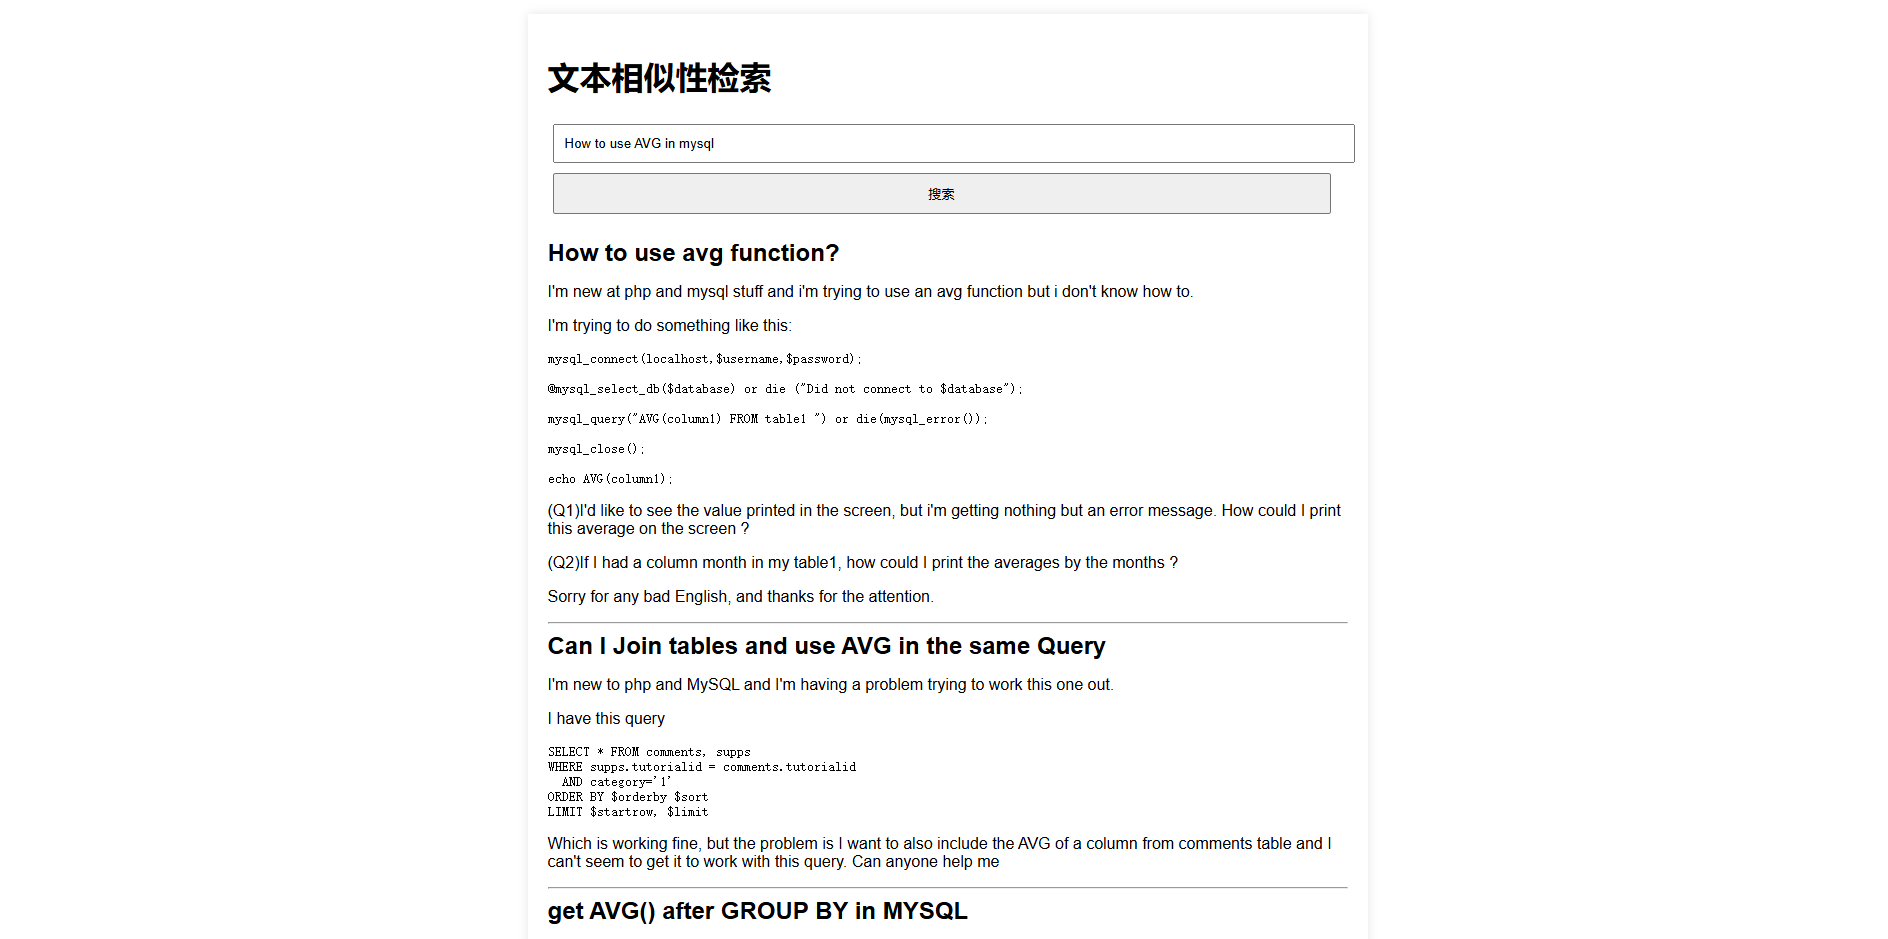 文本相似性检索
How to use AVG in mysql
搜索
How to use avg function?
I'm new at php and mysql stuff and i'm trying to use an avg function but i don't know how to.
I'm trying to do something like this:
mysql_connect(localhost,$username,$password);
@mysql_select_db($database) or die ("Did not connect to $database");
mysql_query("AVG(column1) FROM table1 ") or die(mysql_error());
mysql_close();
echo AVG(column1);
(Q1)I'd like to see the value printed in the screen, but i'm getting nothing but an error message. How could I print
this average on the screen ?
(Q2)If I had a column month in my table1, how could I print the averages by the months ?
Sorry for any bad English, and thanks for the attention.
Can I Join tables and use AVG in the same Query
I'm new to php and MySQL and I'm having a problem trying to work this one out.
I have this query
SELECT * FROM comments, supps
WHERE supps.tutorialid = comments.tutorialid
  AND category='1'
ORDER BY $orderby $sort
LIMIT $startrow, $limit
Which is working fine, but the problem is I want to also include the AVG of a column from comments table and I
can't seem to get it to work with this query. Can anyone help me
get AVG() after GROUP BY in MYSQL